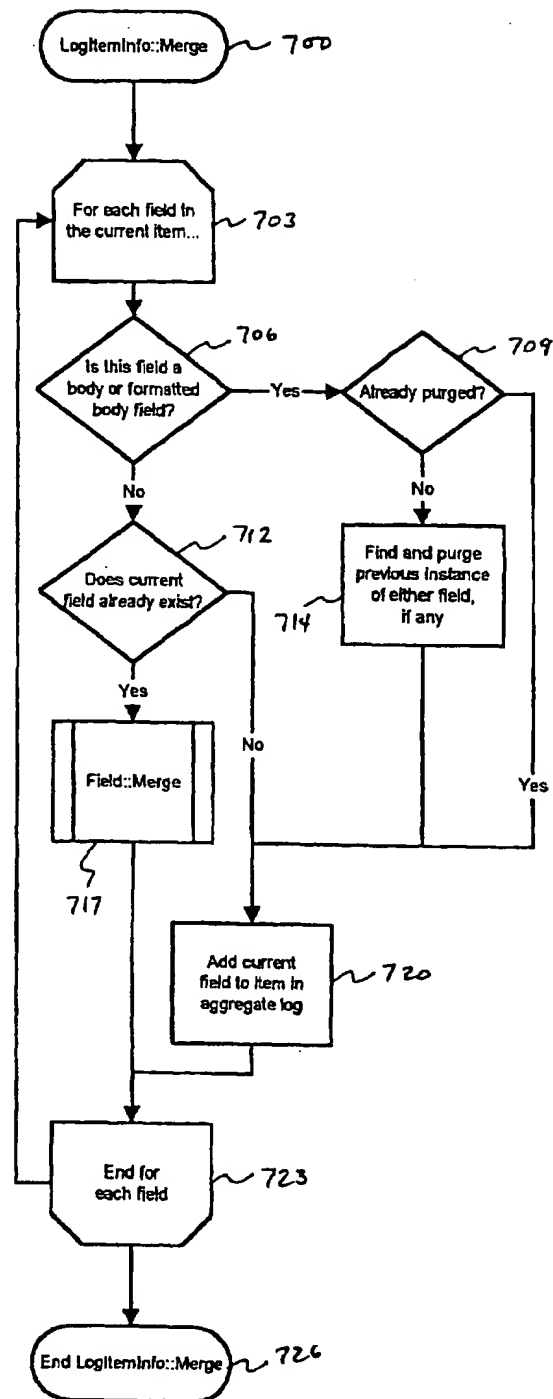 LogItemInfo::Merge
700
For each field in
the current item...
703
706
709
Is this field a
body or formatted
body field?
Yes
Already purged?
No
No
712
Does current
field already exist?
Find and purge
previous instance
of either field,
if any
714
Yes
No
Yes
Field::Merge
717
Add current
field to item in
aggregate log
720
End for
each field
723
End LogItemInfo::Merge
726